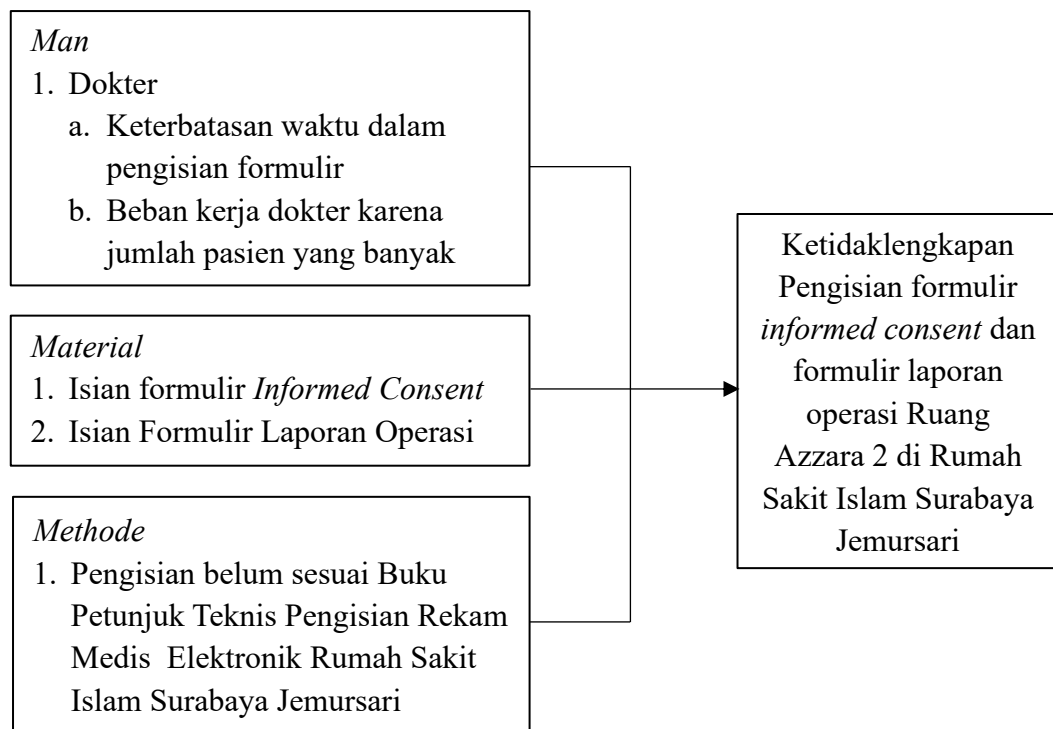 Man
1. Dokter
a. Keterbatasan waktu dalam
pengisian formulir
b. Beban kerja dokter karena
jumlah pasien yang banyak
Material
1. Isian formulir Informed Consent
2. Isian Formulir Laporan Operasi
Methode
1. Pengisian belum sesuai Buku
Petunjuk Teknis Pengisian Rekam
Medis Elektronik Rumah Sakit
Islam Surabaya Jemursari
Ketidaklengkapan
Pengisian formulir
informed consent dan
formulir laporan
operasi Ruang
Azzara 2 di Rumah
Sakit Islam Surabaya
Jemursari